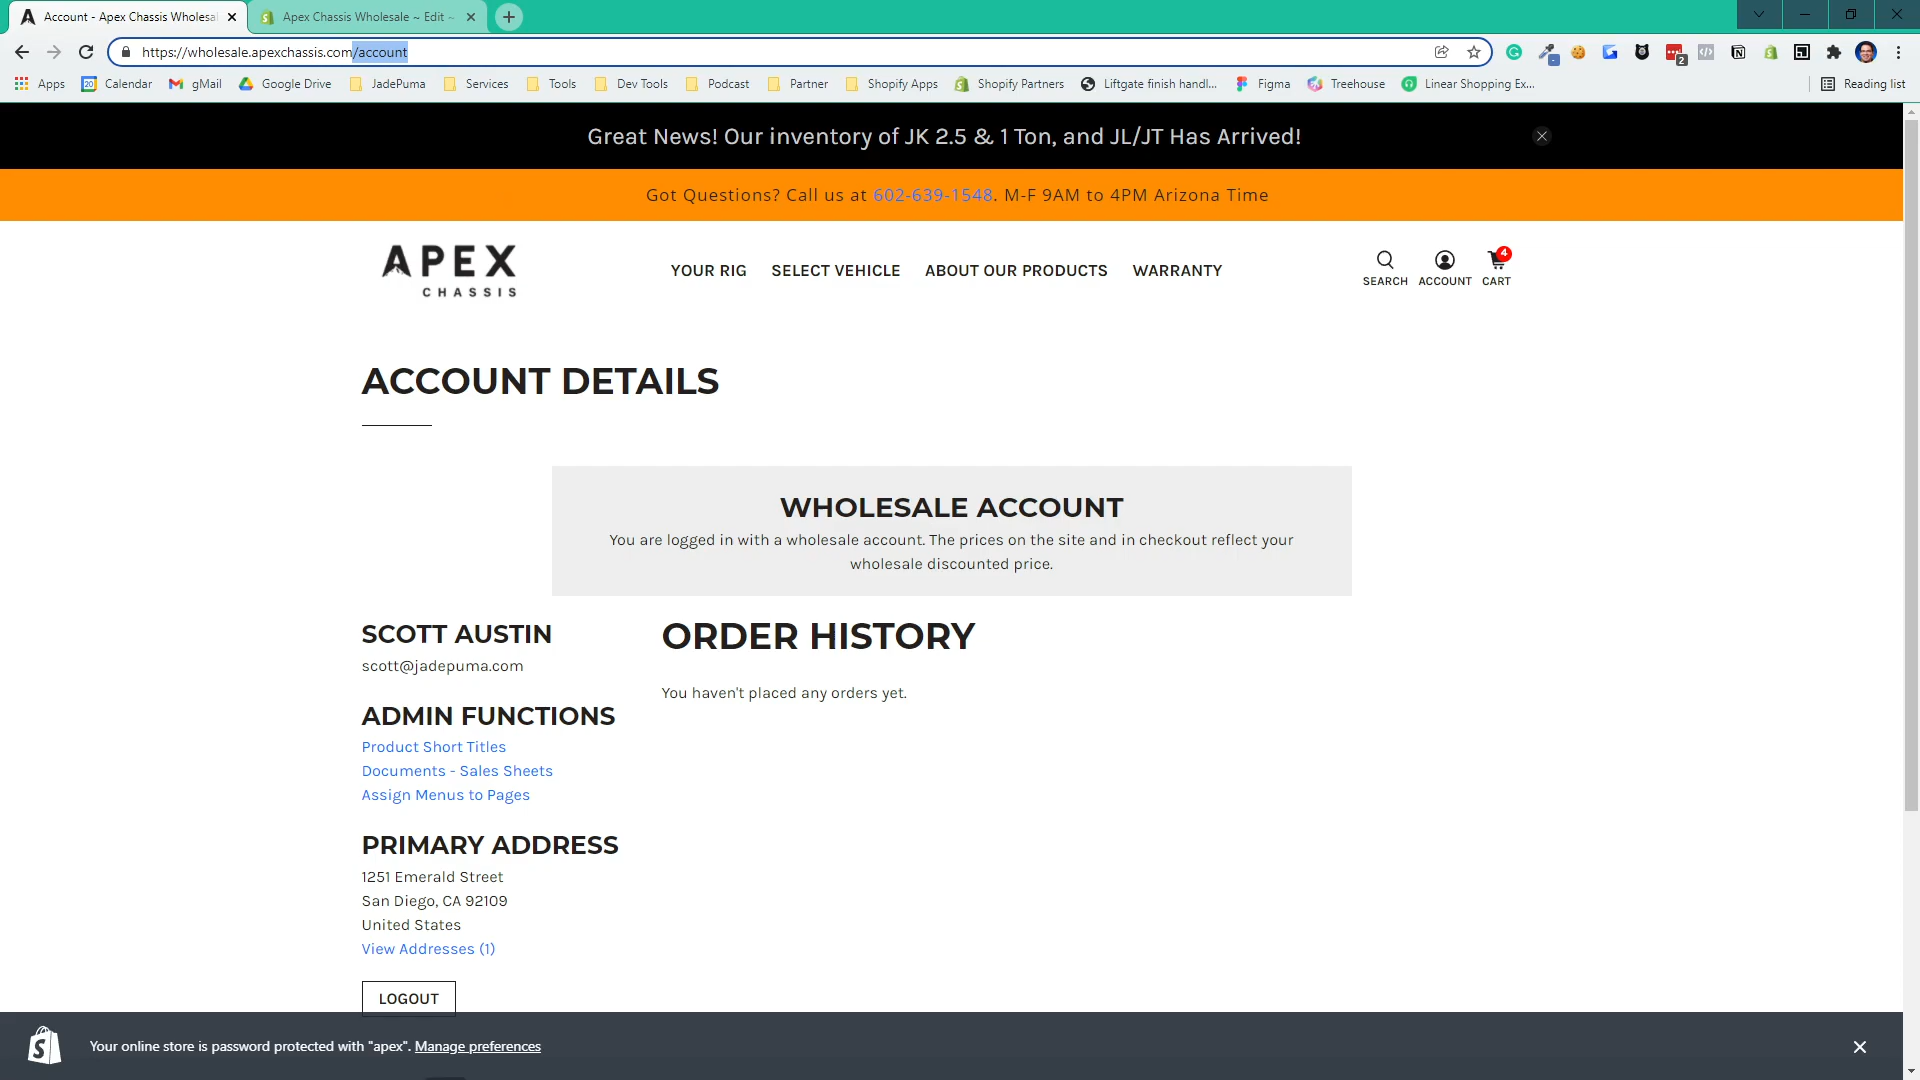 Account - Apex Chassis Wholesa
Apex Chassis Wholesale ~ Edit ~
https://wholesale.apexchassis.com/account
2
Apps
20
Calendar
gMail
Google Drive
JadePuma
Services
Tools
Dev Tools
Podcast
Partner
Shopify Apps
Shopify Partners
Liftgate finish handl...
Figma
Treehouse
Linear Shopping Ex...
Reading list
Great News! Our inventory of JK 2.5 & 1 Ton, and JL/JT Has Arrived!
Got Questions? Call us at 602-639-1548. M-F 9AM to 4PM Arizona Time
APEX
CHASSIS
YOUR RIG
SELECT VEHICLE
ABOUT OUR PRODUCTS
WARRANTY
SEARCH
ACCOUNT
4
CART
ACCOUNT DETAILS
WHOLESALE ACCOUNT
You are logged in with a wholesale account. The prices on the site and in checkout reflect your
wholesale discounted price.
SCOTT AUSTIN
scott@jadepuma.com
ADMIN FUNCTIONS
Product Short Titles
Documents - Sales Sheets
Assign Menus to Pages
PRIMARY ADDRESS
1251 Emerald Street
San Diego, CA 92109
United States
View Addresses (1)
LOGOUT
ORDER HISTORY
You haven't placed any orders yet.
Your online store is password protected with "apex". Manage preferences